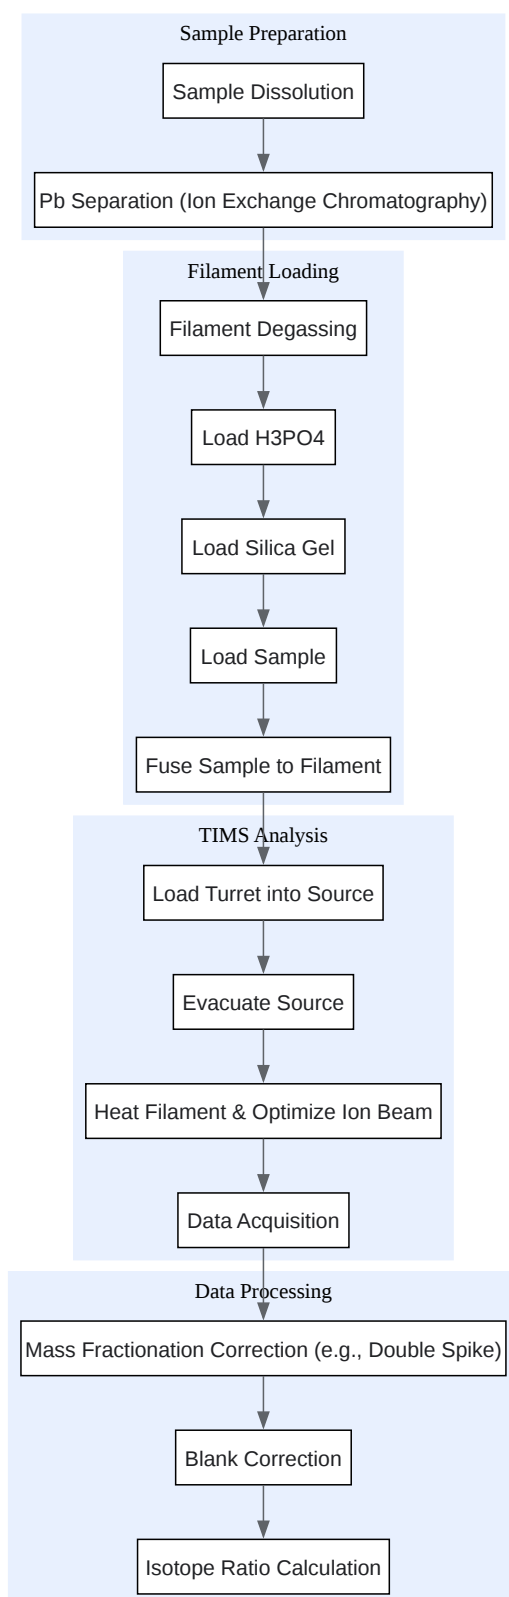 Sample Preparation
Sample Dissolution
Pb Separation (Ion Exchange Chromatography)
Filament Loading
Filament Degassing
Load H3PO4
Load Silica Gel
Load Sample
Fuse Sample to Filament
TIMS Analysis
Load Turret into Source
Evacuate Source
Heat Filament & Optimize Ion Beam
Data Acquisition
Data Processing
Mass Fractionation Correction (e.g., Double Spike)
Blank Correction
Isotope Ratio Calculation